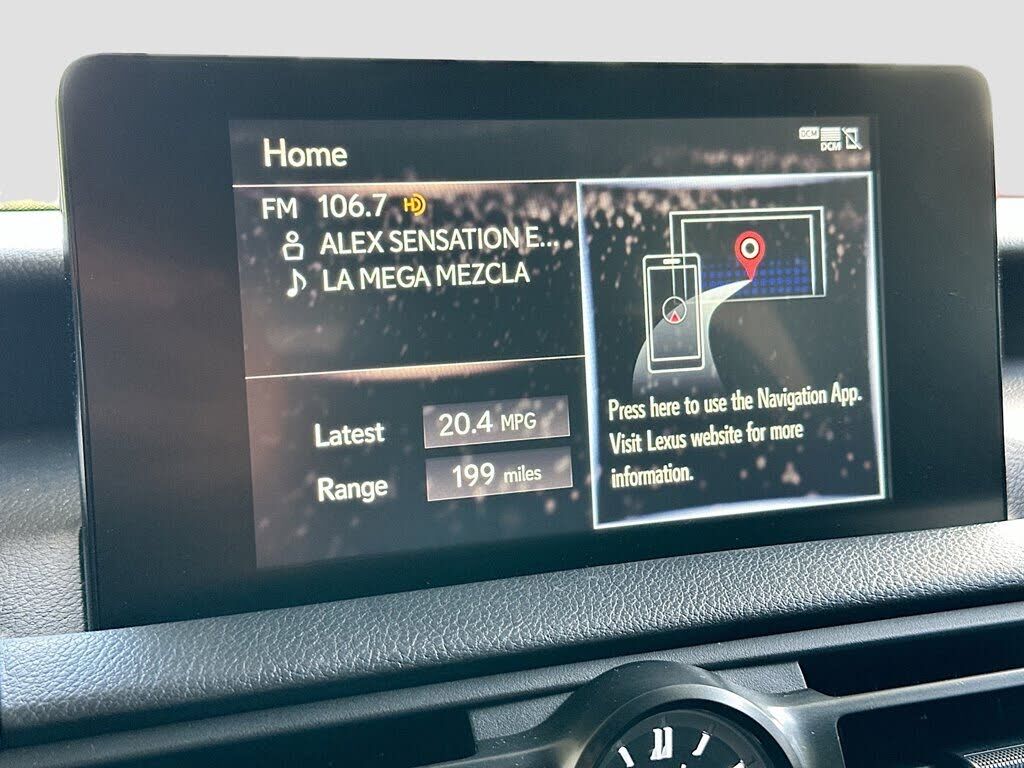 Home
DCM
DCM
FM 106.7 HD
ALEX SENSATION E...
LA MEGA MEZCLA
Latest 20.4 MPG
Range 199 miles
Press here to use the Navigation App.
Visit Lexus website for more
information.